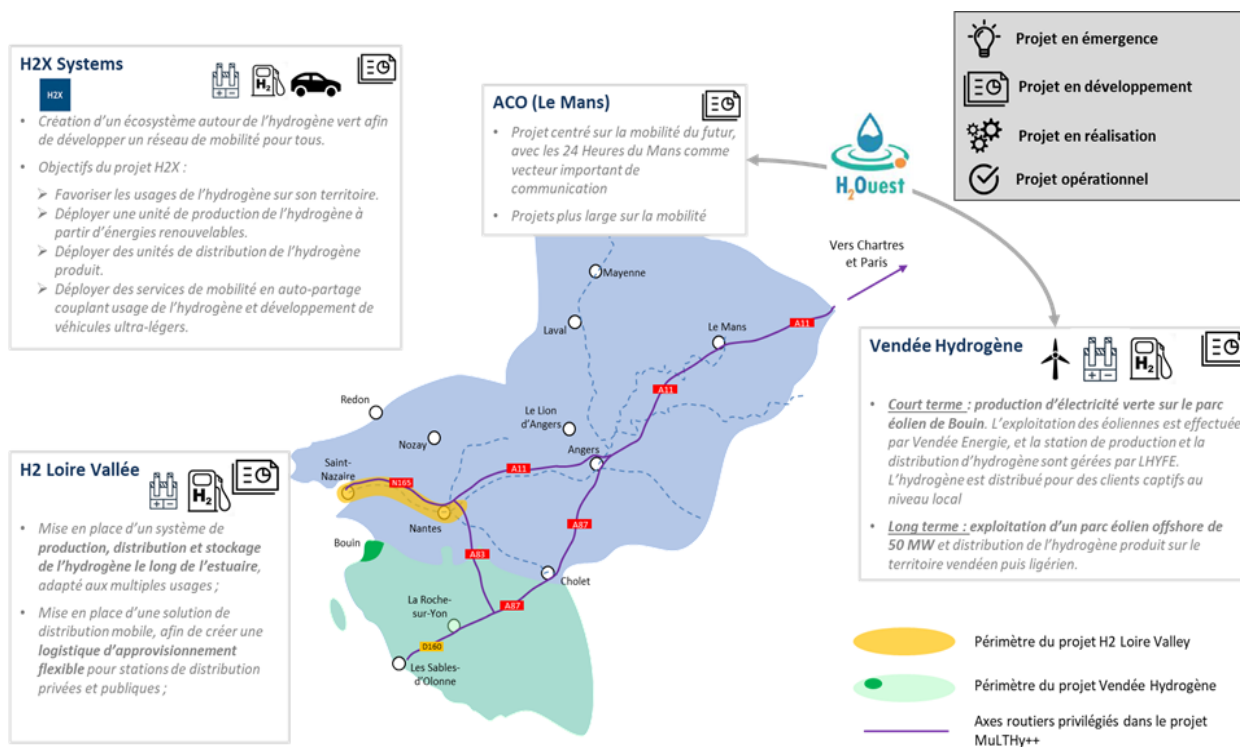 H2X Systems
H2
H2X
• Création d'un écosystème autour de l'hydrogène vert afin
de développer un réseau de mobilité pour tous.
• Objectifs du projet H2X :
➢ Favoriser les usages de l'hydrogène sur son territoire.
➢ Déployer une unité de production de l'hydrogène à
partir d'énergies renouvelables.
➢ Déployer des unités de distribution de l'hydrogène
produit.
➢ Déployer des services de mobilité en auto-partage
couplant usage de l'hydrogène et développement de
véhicules ultra-légers.
ACO (Le Mans)
• Projet centré sur la mobilité du futur,
avec les 24 Heures du Mans comme
vecteur important de
communication
• Projets plus large sur la mobilité
H2Ouest
Projet en émergence
Projet en développement
Projet en réalisation
Projet opérationnel
Vers Chartres
et Paris
Mayenne
Laval
Le Mans
A11
A11
Redon
Nozay
Le Lion
d'Angers
Angers
Saint-
Nazaire
N165
A11
Nantes
A87
Bouin
A83
Cholet
La Roche-
sur-Yon
A87
D160
Les Sables-
d'Olonne
H2 Loire Vallée
H2
• Mise en place d'un système de
production, distribution et stockage
de l'hydrogène le long de l'estuaire,
adapté aux multiples usages ;
• Mise en place d'une solution de
distribution mobile, afin de créer une
logistique d'approvisionnement
flexible pour stations de distribution
privées et publiques ;
Vendée Hydrogène
H2
• Court terme : production d'électricité verte sur le parc
éolien de Bouin. L'exploitation des éoliennes est effectuée
par Vendée Energie, et la station de production et la
distribution d'hydrogène sont gérées par LHYFE.
L'hydrogène est distribué pour des clients captifs au
niveau local
• Long terme : exploitation d'un parc éolien offshore de
50 MW et distribution de l'hydrogène produit sur le
territoire vendéen puis ligérien.
Périmètre du projet H2 Loire Valley
Périmètre du projet Vendée Hydrogène
Axes routiers privilégiés dans le projet
MuLTHy++